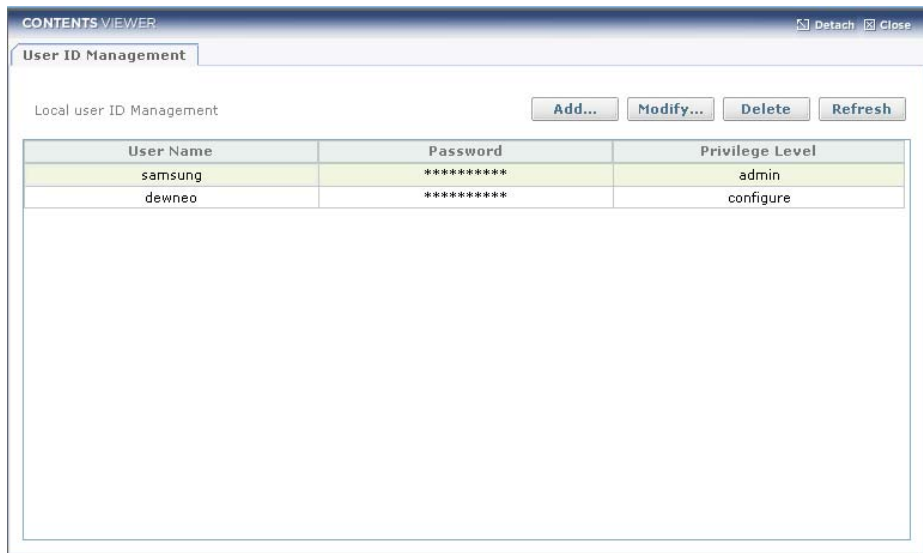 CONTENTS VIEWER Detach Close
User ID Management
Local user ID Management Add... Modify... Delete Refresh
User Name Password Privilege Level
samsung ********** admin
dewneo ********** configure